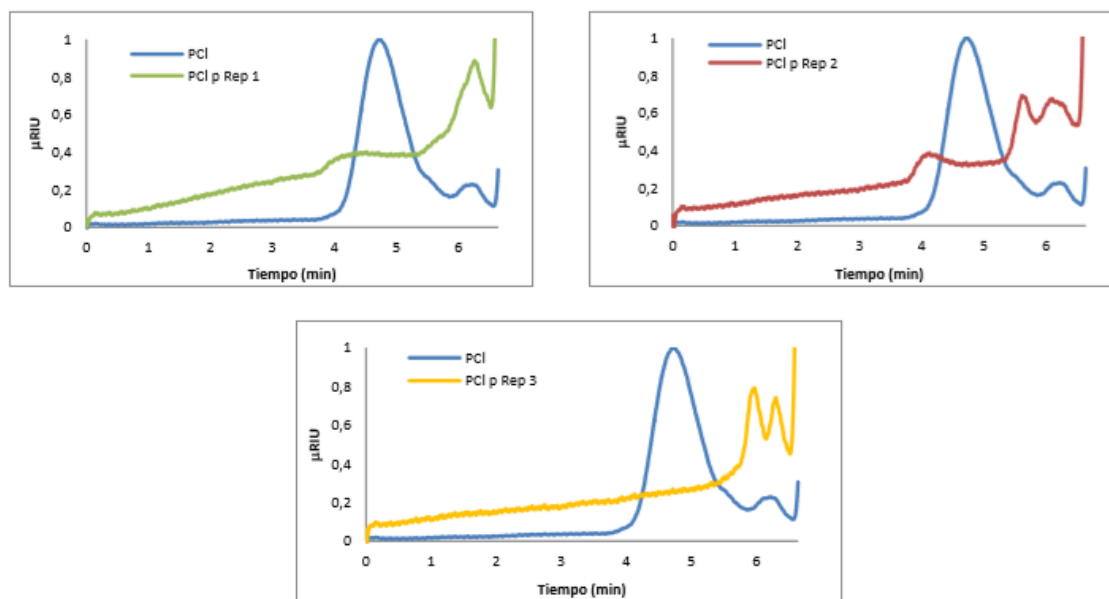 PCl
PCl p Rep 1
1
0,8
0,6
0,4
0,2
0
µRIU
0 1 2 3 4 5 6
Tiempo (min)
PCl
PCl p Rep 2
1
0,8
0,6
0,4
0,2
0
µRIU
0 1 2 3 4 5 6
Tiempo (min)
PCl
PCl p Rep 3
1
0,8
0,6
0,4
0,2
0
µRIU
0 1 2 3 4 5 6
Tiempo (min)